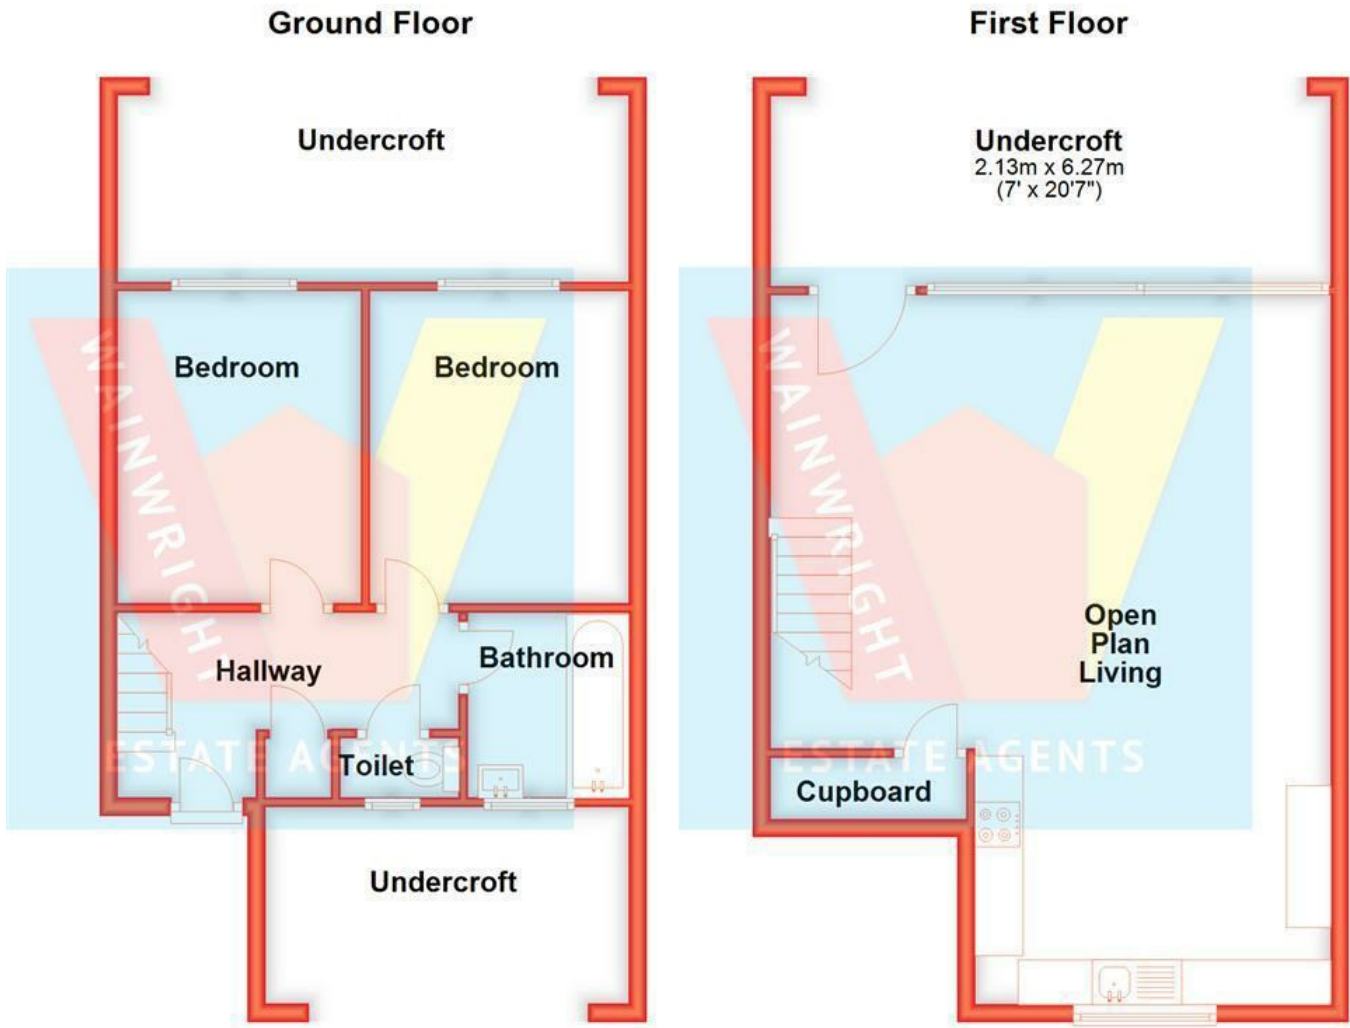 Ground Floor
First Floor
Undercroft
Undercroft
2.13m x 6.27m
(7' x 20'7")
Bedroom
Bedroom
WAINWRIGHT
WAINWRIGHT
Hallway
Bathroom
Open
Plan
Living
ESTATE AGENTS
ESTATE AGENTS
Toilet
Cupboard
Undercroft